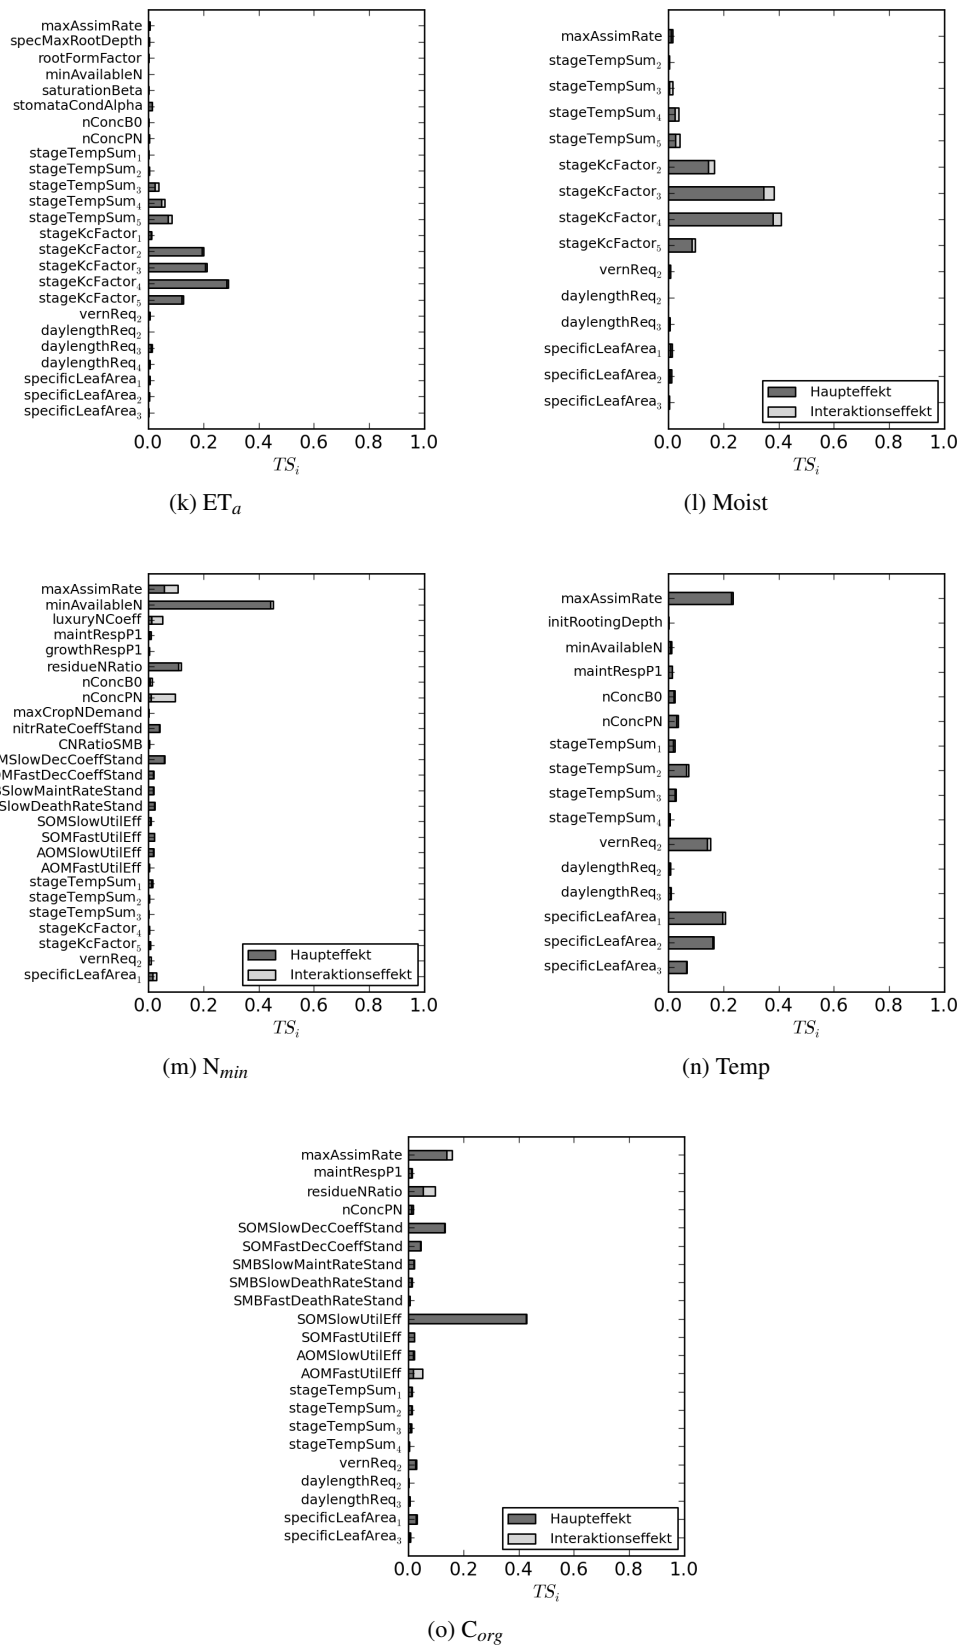 maxAssimRate
specMaxRootDepth
rootFormFactor
minAvailableN
saturationBeta
stomataCondAlpha
nConcB0
nConcPN
stageTempSum₁
stageTempSum₂
stageTempSum₃
stageTempSum₄
stageTempSum₅
stageKcFactor₁
stageKcFactor₂
stageKcFactor₃
stageKcFactor₄
stageKcFactor₅
vernReq₂
daylengthReq₂
daylengthReq₃
daylengthReq₄
specificLeafArea₁
specificLeafArea₂
specificLeafArea₃
0.0 0.2 0.4 0.6 0.8 1.0
TSᵢ
(k) ETₐ
maxAssimRate
stageTempSum₂
stageTempSum₃
stageTempSum₄
stageTempSum₅
stageKcFactor₂
stageKcFactor₃
stageKcFactor₄
stageKcFactor₅
vernReq₂
daylengthReq₂
daylengthReq₃
specificLeafArea₁
specificLeafArea₂
specificLeafArea₃
Haupteffekt
Interaktionseffekt
0.0 0.2 0.4 0.6 0.8 1.0
TSᵢ
(l) Moist
maxAssimRate
minAvailableN
luxuryNCoeff
maintRespP1
growthRespP1
residueNRatio
nConcB0
nConcPN
maxCropNDemand
nitrRateCoeffStand
CNRatioSMB
MSlowDecCoeffStand
OMFastDecCoeffStand
BSlowMaintRateStand
SlowDeathRateStand
SOMSlowUtilEff
SOMFastUtilEff
AOMSlowUtilEff
AOMFastUtilEff
stageTempSum₁
stageTempSum₂
stageTempSum₃
stageKcFactor₄
stageKcFactor₅
vernReq₂
specificLeafArea₁
Haupteffekt
Interaktionseffekt
0.0 0.2 0.4 0.6 0.8 1.0
TSᵢ
(m) Nmin
maxAssimRate
initRootingDepth
minAvailableN
maintRespP1
nConcB0
nConcPN
stageTempSum₁
stageTempSum₂
stageTempSum₃
stageTempSum₄
vernReq₂
daylengthReq₂
daylengthReq₃
specificLeafArea₁
specificLeafArea₂
specificLeafArea₃
0.0 0.2 0.4 0.6 0.8 1.0
TSᵢ
(n) Temp
maxAssimRate
maintRespP1
residueNRatio
nConcPN
SOMSlowDecCoeffStand
SOMFastDecCoeffStand
SMBSlowMaintRateStand
SMBSlowDeathRateStand
SMBFastDeathRateStand
SOMSlowUtilEff
SOMFastUtilEff
AOMSlowUtilEff
AOMFastUtilEff
stageTempSum₁
stageTempSum₂
stageTempSum₃
stageTempSum₄
vernReq₂
daylengthReq₂
daylengthReq₃
specificLeafArea₁
specificLeafArea₃
Haupteffekt
Interaktionseffekt
0.0 0.2 0.4 0.6 0.8 1.0
TSᵢ
(o) Corg